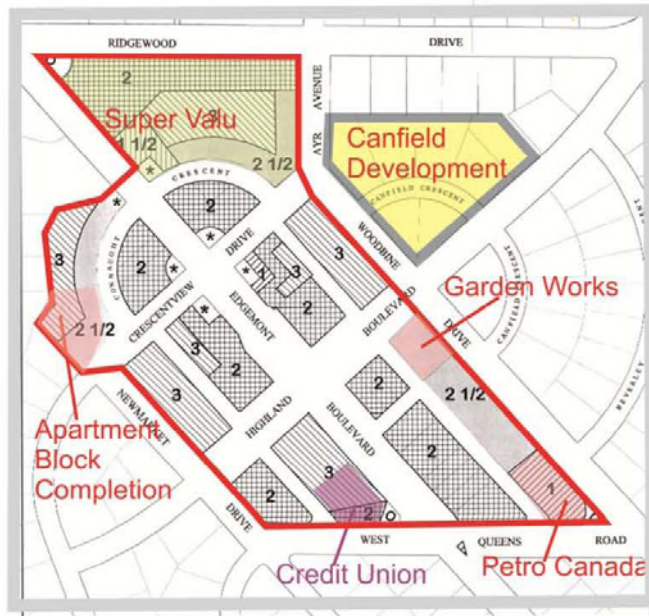 RIDGEWOOD DRIVE
AYR AVENUE
2
Super Valu
3
1 1/2
2 1/2
*
CRESCENT
Canfield
Development
CANFIELD CRESCENT
*
2
*
DRIVE
3
WOODBINE
CONNAUGHT
2
*
*
1
3
2
3
CRESCENTVIEW
EDGEMONT
BOULEVARD
Garden Works
DRIVE
CANFIELD CRESCENT
BEVERLEY
2 1/2
*
3
2
3
2
2 1/2
NEWMARKET
HIGHLAND
BOULEVARD
Apartment
Block
Completion
3
2
2
2
1
DRIVE
WEST QUEENS ROAD
Credit Union
Petro Canada